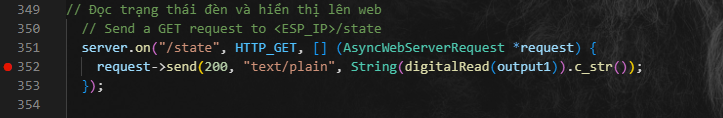 349 // Đọc trạng thái đèn và hiển thị lên web
350 // Send a GET request to <ESP_IP>/state
351 server.on("/state", HTTP_GET, [] (AsyncWebServerRequest *request) {
352 request->send(200, "text/plain", String(digitalRead(output1)).c_str());
353 });
354